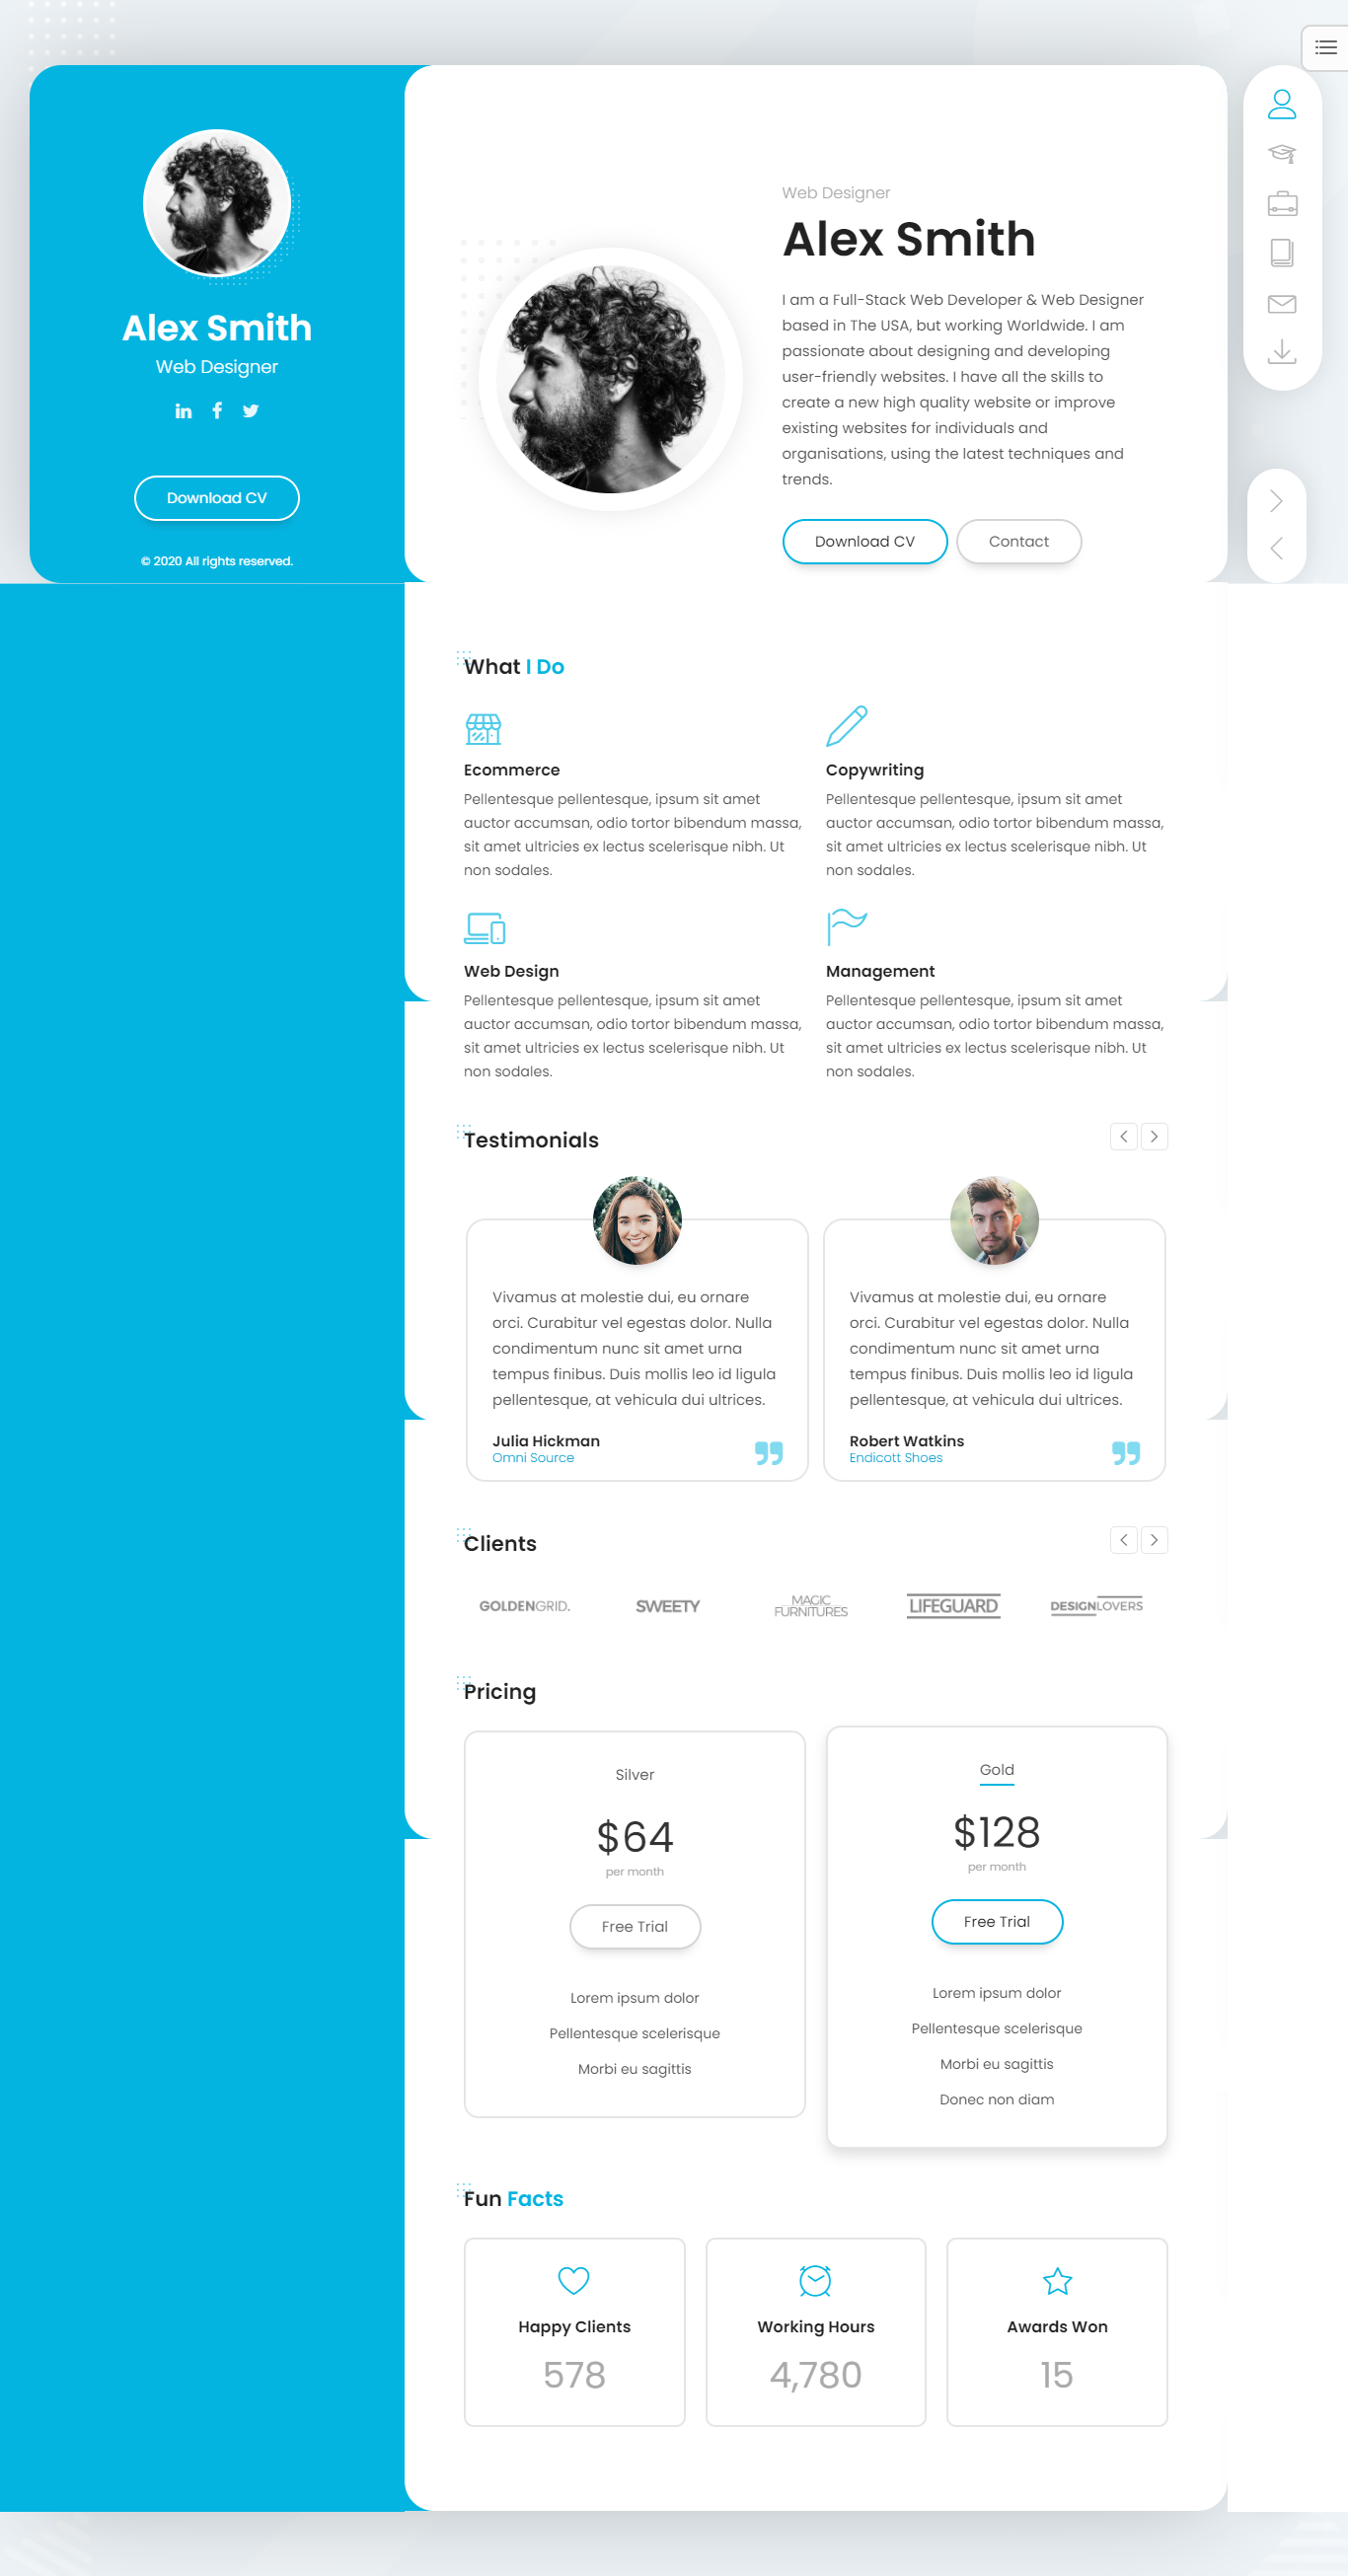 Alex Smith
Web Designer
Download CV
© 2020 All rights reserved.
Web Designer
Alex Smith
I am a Full-Stack Web Developer & Web Designer
based in The USA, but working Worldwide. I am
passionate about designing and developing
user-friendly websites. I have all the skills to
create a new high quality website or improve
existing websites for individuals and
organisations, using the latest techniques and
trends.
Download CV
Contact
What I Do
Ecommerce
Pellentesque pellentesque, ipsum sit amet
auctor accumsan, odio tortor bibendum massa,
sit amet ultricies ex lectus scelerisque nibh. Ut
non sodales.
Copywriting
Pellentesque pellentesque, ipsum sit amet
auctor accumsan, odio tortor bibendum massa,
sit amet ultricies ex lectus scelerisque nibh. Ut
non sodales.
Web Design
Pellentesque pellentesque, ipsum sit amet
auctor accumsan, odio tortor bibendum massa,
sit amet ultricies ex lectus scelerisque nibh. Ut
non sodales.
Management
Pellentesque pellentesque, ipsum sit amet
auctor accumsan, odio tortor bibendum massa,
sit amet ultricies ex lectus scelerisque nibh. Ut
non sodales.
Testimonials
Vivamus at molestie dui, eu ornare
orci. Curabitur vel egestas dolor. Nulla
condimentum nunc sit amet urna
tempus finibus. Duis mollis leo id ligula
pellentesque, at vehicula dui ultrices.
Julia Hickman
Omni Source
Vivamus at molestie dui, eu ornare
orci. Curabitur vel egestas dolor. Nulla
condimentum nunc sit amet urna
tempus finibus. Duis mollis leo id ligula
pellentesque, at vehicula dui ultrices.
Robert Watkins
Endicott Shoes
Clients
GOLDENGRID.
SWEETY
MAGIC
FURNITURES
LIFEGUARD
DESIGNLOVERS
Pricing
Silver
$64
per month
Free Trial
Lorem ipsum dolor
Pellentesque scelerisque
Morbi eu sagittis
Gold
$128
per month
Free Trial
Lorem ipsum dolor
Pellentesque scelerisque
Morbi eu sagittis
Donec non diam
Fun Facts
Happy Clients
578
Working Hours
4,780
Awards Won
15